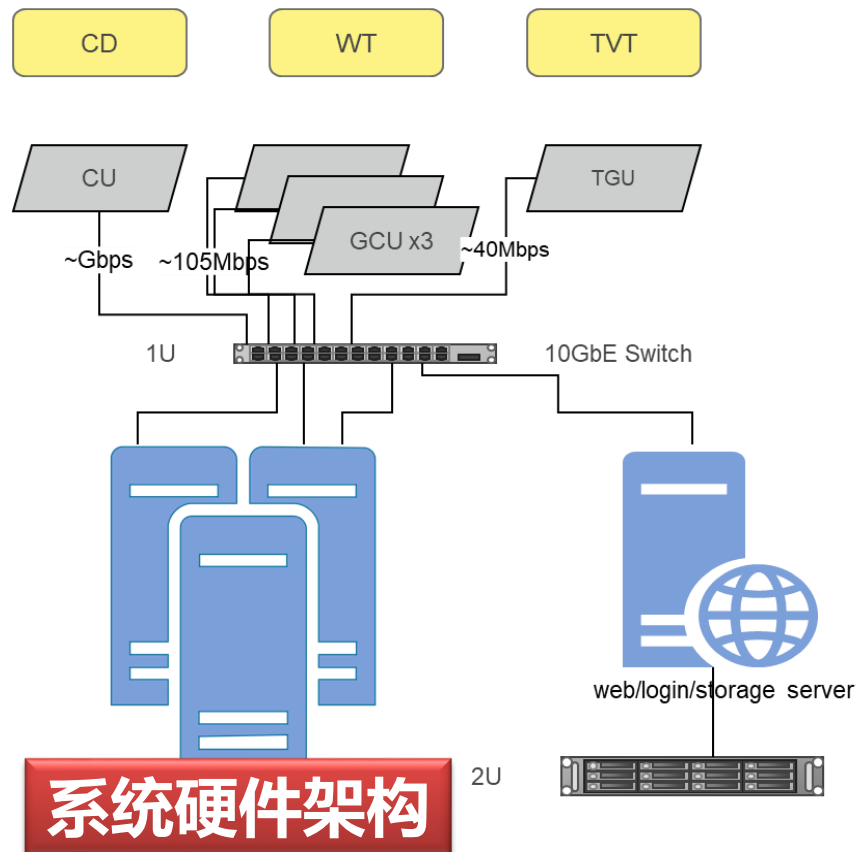 CD
WT
TVT
CU
TGU
GCU x3
~Gbps
~105Mbps
~40Mbps
1U
10GbE Switch
web/login/storage server
2U
系统硬件架构